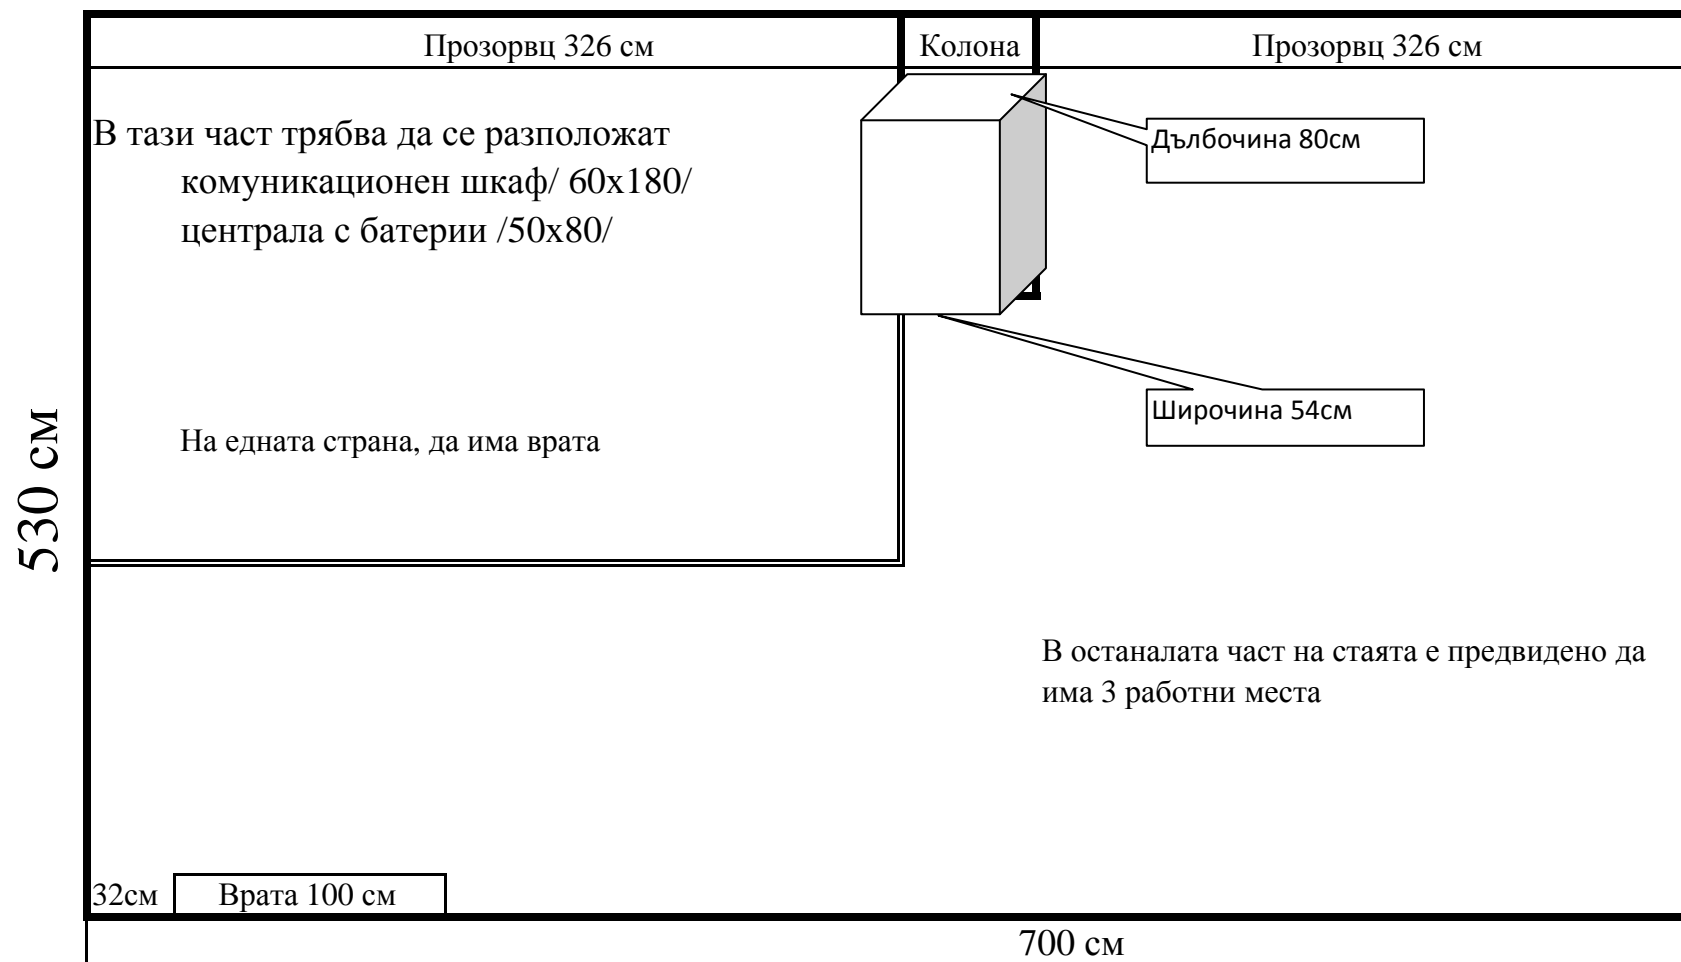 Прозорвц 326 см
Колона
Прозорвц 326 см
В тази част трябва да се разположат
комуникационен шкаф/ 60x180/
централа с батерии /50x80/
Дълбочина 80см
Широчина 54см
На едната страна, да има врата
530 см
В останалата част на стаята е предвидено да
има 3 работни места
32см
Врата 100 см
700 см